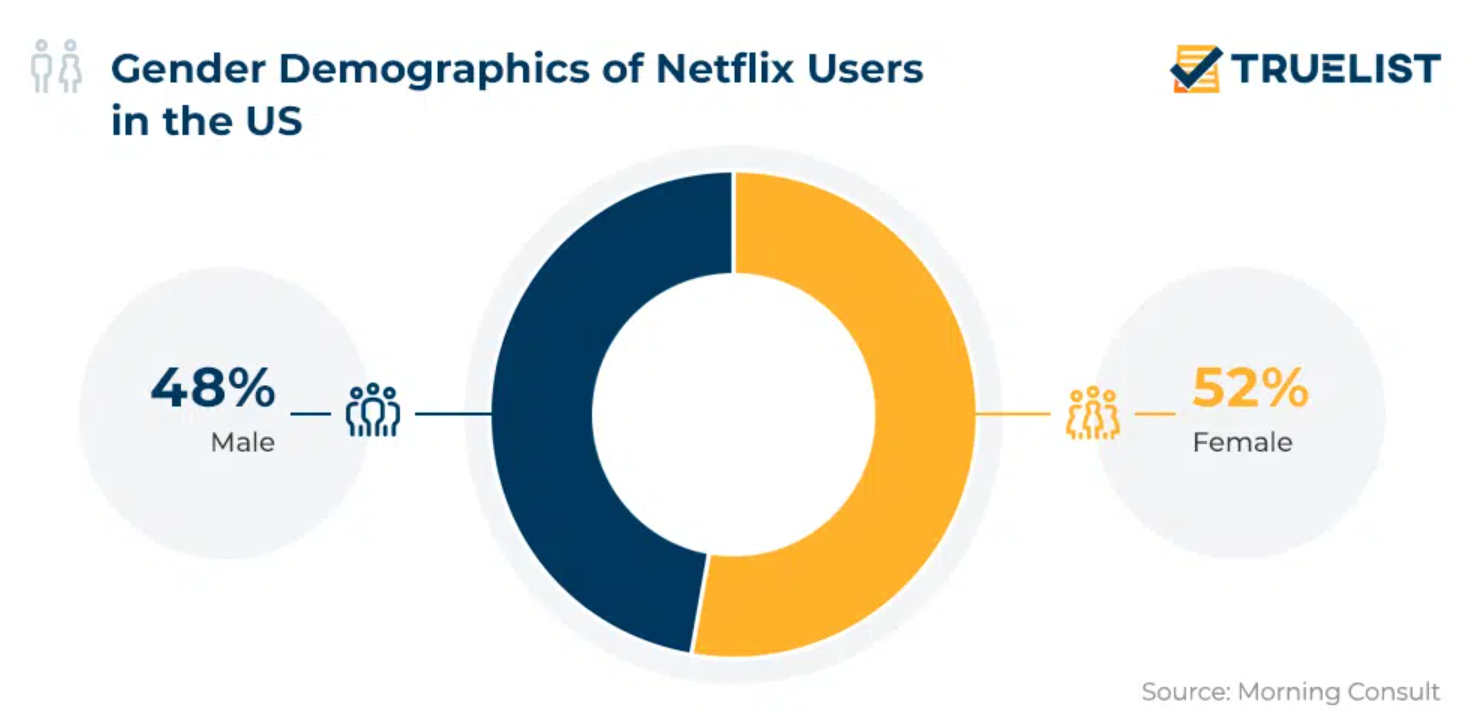 Gender Demographics of Netflix Users
in the US
TRUELIST
48%
Male
52%
Female
Source: Morning Consult